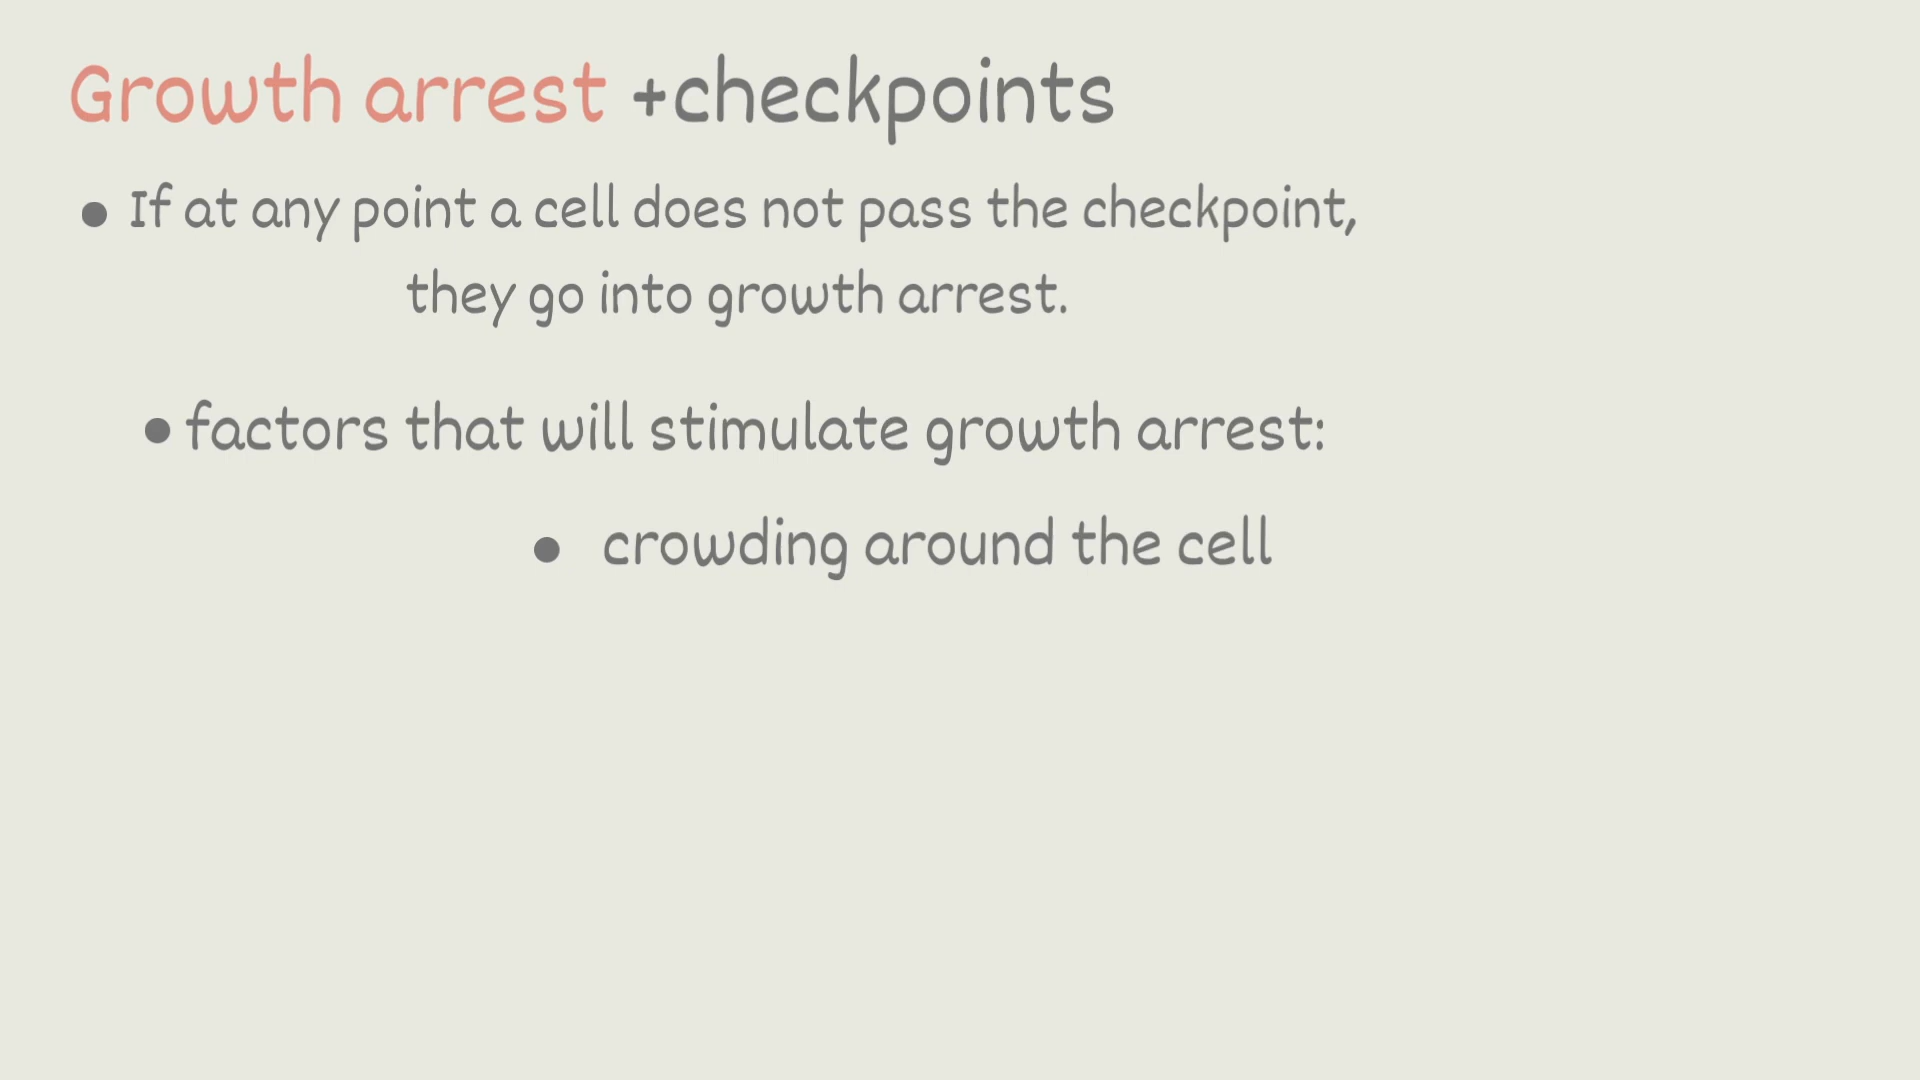 Growth arrest +checkpoints
• If at any point a cell does not pass the checkpoint,
they go into growth arrest.
• factors that will stimulate growth arrest:
• crowding around the cell